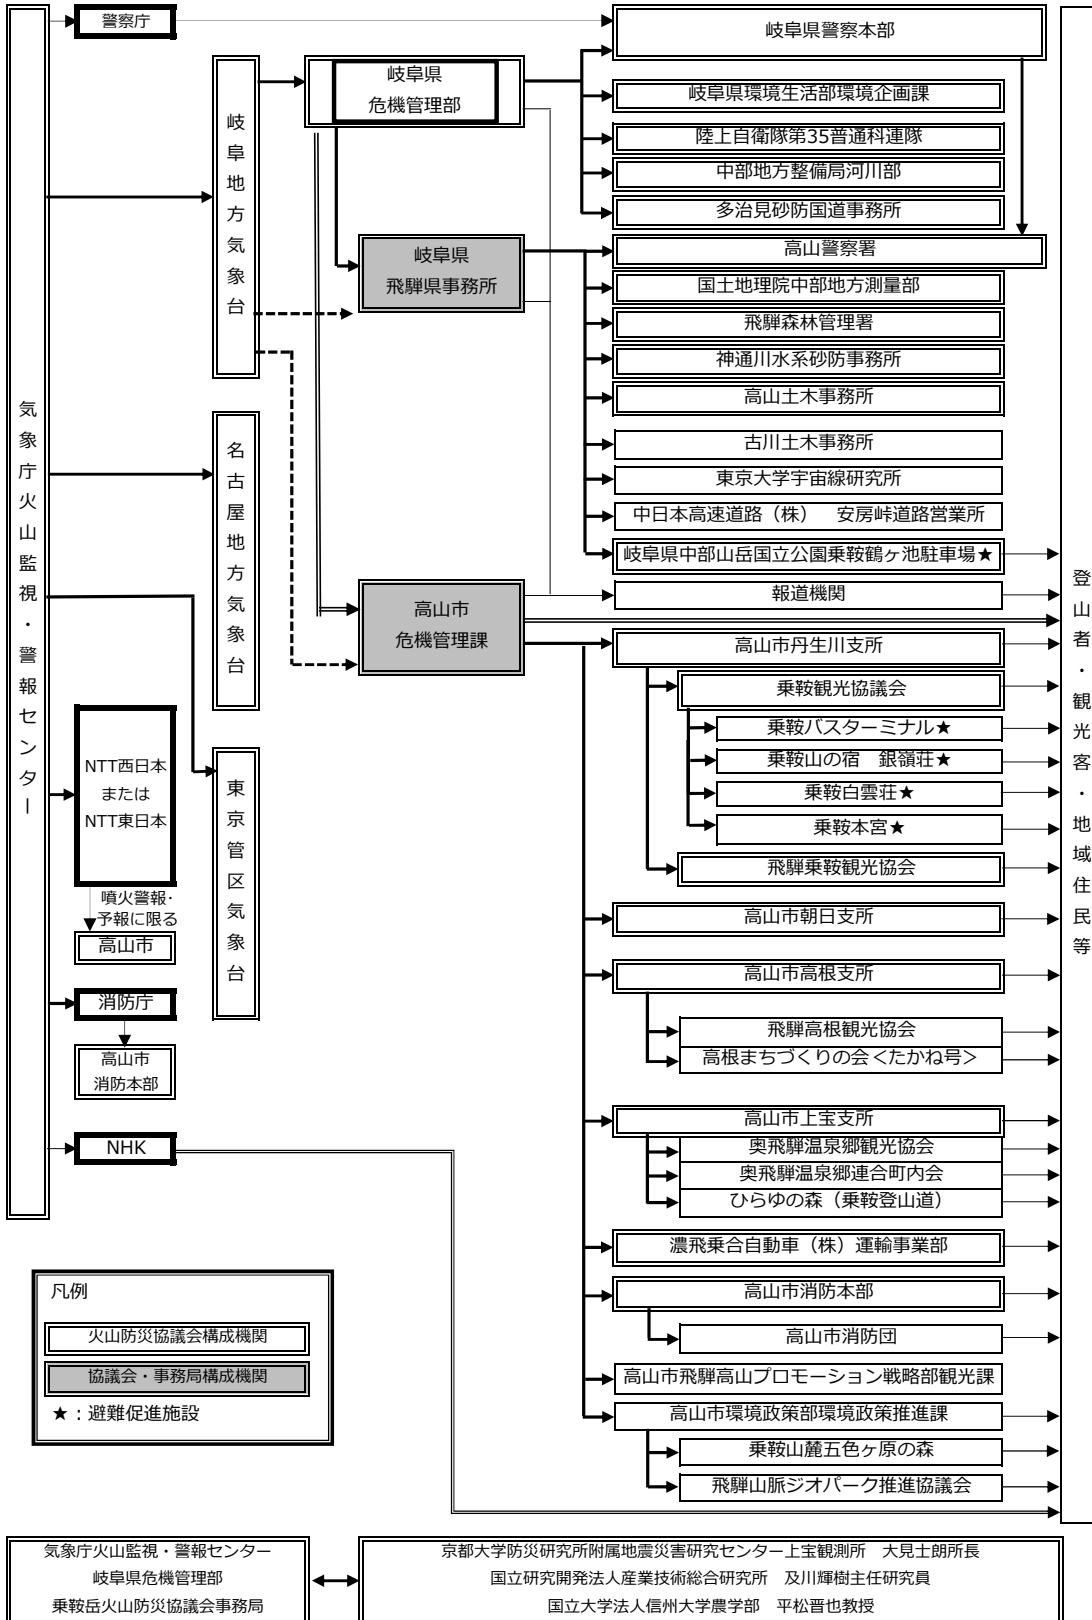 気象庁火山監視・警報センター
警察庁
岐阜地方気象台
名古屋地方気象台
東京管区気象台
NTT西日本
または
NTT東日本
噴火警報・
予報に限る
高山市
消防庁
高山市
消防本部
NHK
岐阜県
危機管理部
岐阜県
飛騨県事務所
高山市
危機管理課
岐阜県警察本部
岐阜県環境生活部環境企画課
陸上自衛隊第35普通科連隊
中部地方整備局河川部
多治見砂防国道事務所
高山警察署
国土地理院中部地方測量部
飛騨森林管理署
神通川水系砂防事務所
高山土木事務所
古川土木事務所
東京大学宇宙線研究所
中日本高速道路（株）　安房峠道路営業所
岐阜県中部山岳国立公園乗鞍鶴ヶ池駐車場★
報道機関
高山市丹生川支所
乗鞍観光協議会
乗鞍バスターミナル★
乗鞍山の宿　銀嶺荘★
乗鞍白雲荘★
乗鞍本宮★
飛騨乗鞍観光協会
高山市朝日支所
高山市高根支所
飛騨高根観光協会
高根まちづくりの会＜たかね号＞
高山市上宝支所
奥飛騨温泉郷観光協会
奥飛騨温泉郷連合町内会
ひらゆの森（乗鞍登山道）
濃飛乗合自動車（株）運輸事業部
高山市消防本部
高山市消防団
高山市飛騨高山プロモーション戦略部観光課
高山市環境政策部環境政策推進課
乗鞍山麓五色ヶ原の森
飛騨山脈ジオパーク推進協議会
登山者・観光客・地域住民等
凡例
火山防災協議会構成機関
協議会・事務局構成機関
★：避難促進施設
気象庁火山監視・警報センター
岐阜県危機管理部
乗鞍岳火山防災協議会事務局
京都大学防災研究所附属地震災害研究センター上宝観測所　大見士朗所長
国立研究開発法人産業技術総合研究所　及川輝樹主任研究員
国立大学法人信州大学農学部　平松晋也教授